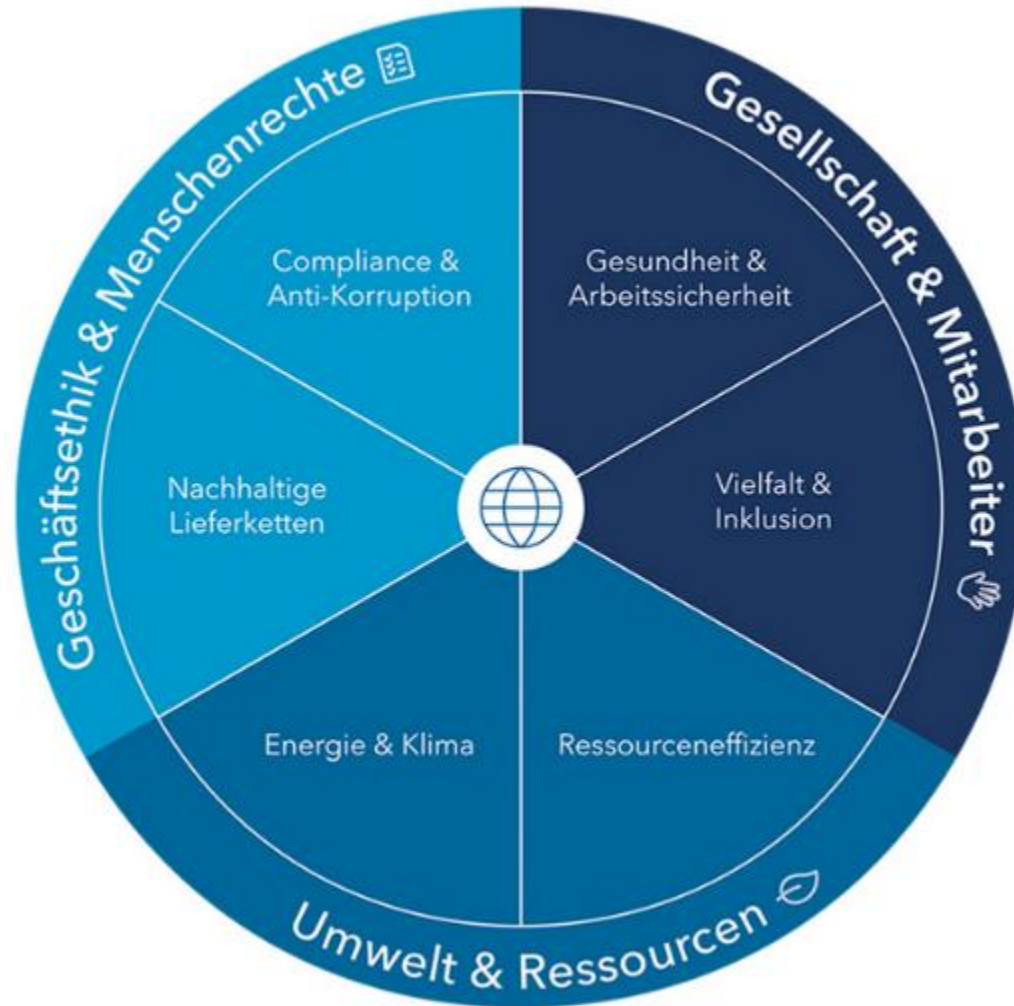 Geschäftsethik & Menschenrechte
Gesellschaft & Mitarbeiter
Compliance &
Anti-Korruption
Gesundheit &
Arbeitssicherheit
Nachhaltige
Lieferketten
Vielfalt &
Inklusion
Energie & Klima
Ressourceneffizienz
Umwelt & Ressourcen